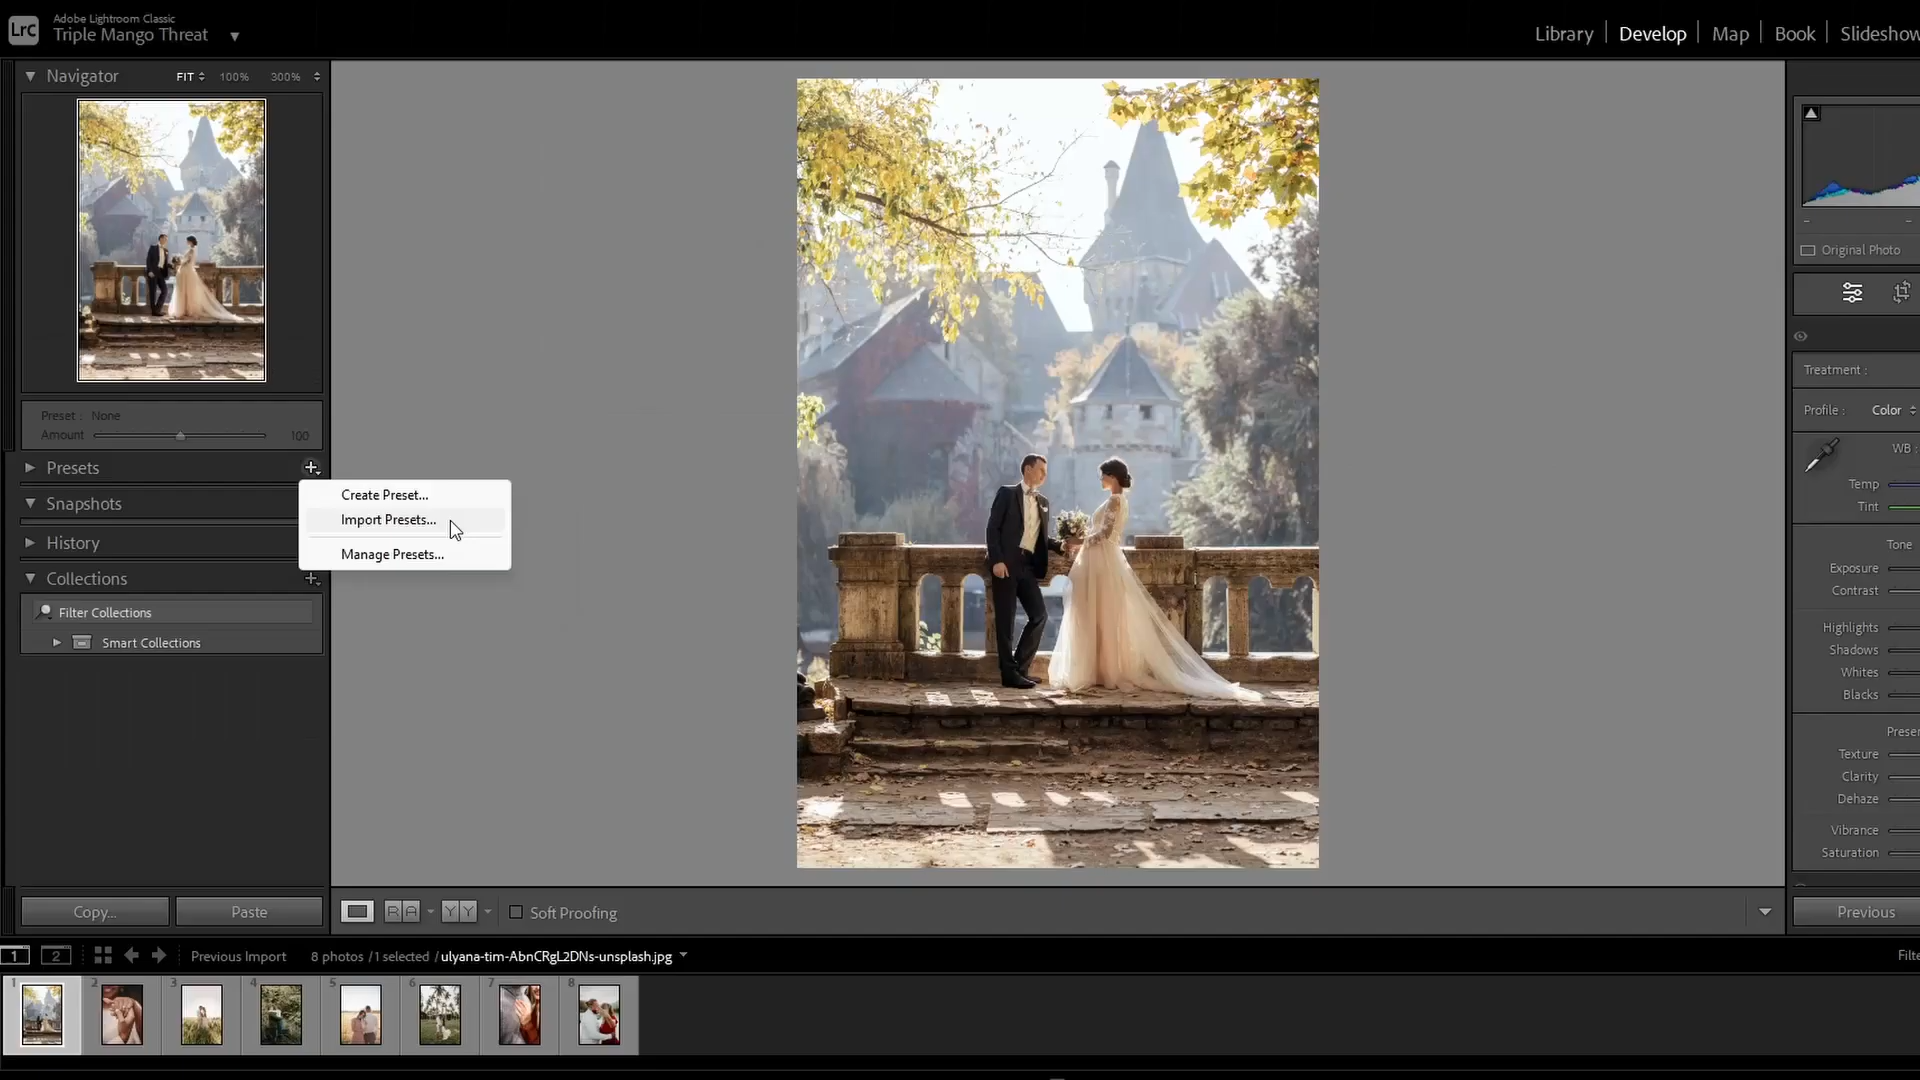 LrC
Adobe Lightroom Classic
Triple Mango Threat
Library
Develop
Map
Book
Slideshow
Navigator
FIT
100%
300%
Preset : None
Amount
100
Presets
Create Preset...
Import Presets...
Manage Presets...
Snapshots
History
Collections
Filter Collections
Smart Collections
Original Photo
Treatment :
Profile : Color
WB :
Temp
Tint
Tone
Exposure
Contrast
Highlights
Shadows
Whites
Blacks
Presen
Texture
Clarity
Dehaze
Vibrance
Saturation
Copy...
Paste
R A
Y Y
Soft Proofing
Previous
1
2
Previous Import
8 photos / 1 selected / ulyana-tim-AbnCRgL2DNs-unsplash.jpg
Filte
1
2
3
4
5
6
7
8